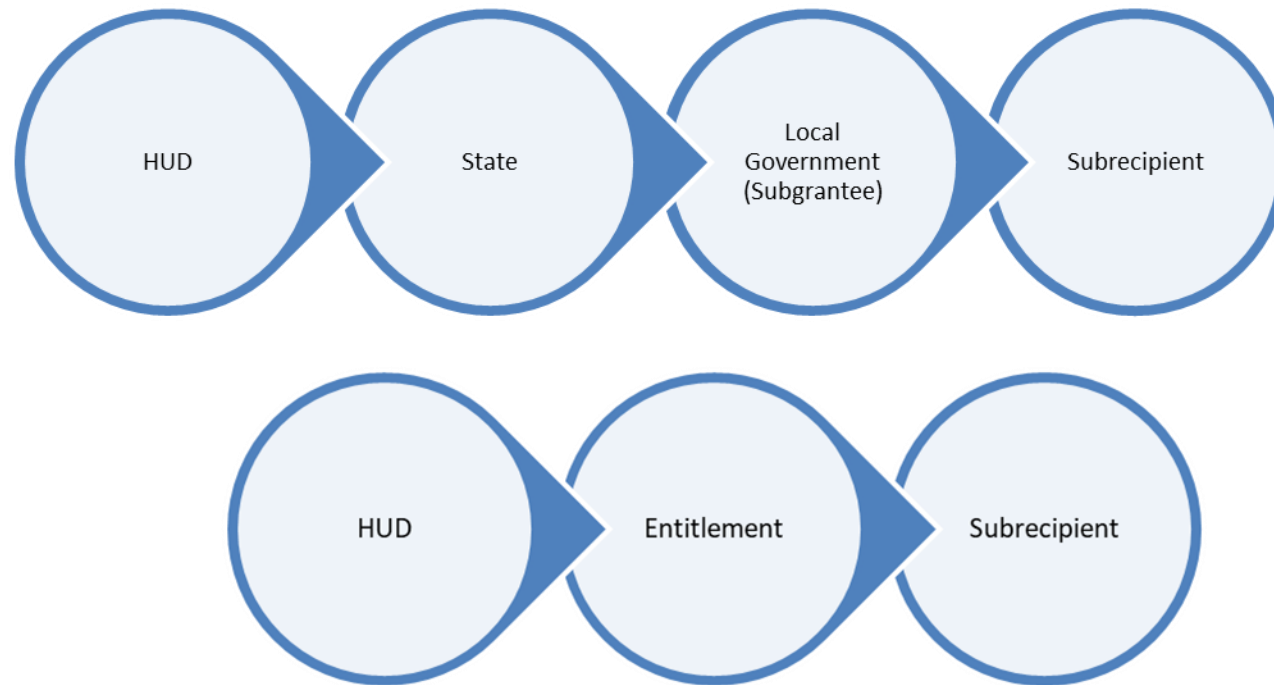 HUD
State
Local
Government
(Subgrantee)
Subrecipient
HUD
Entitlement
Subrecipient